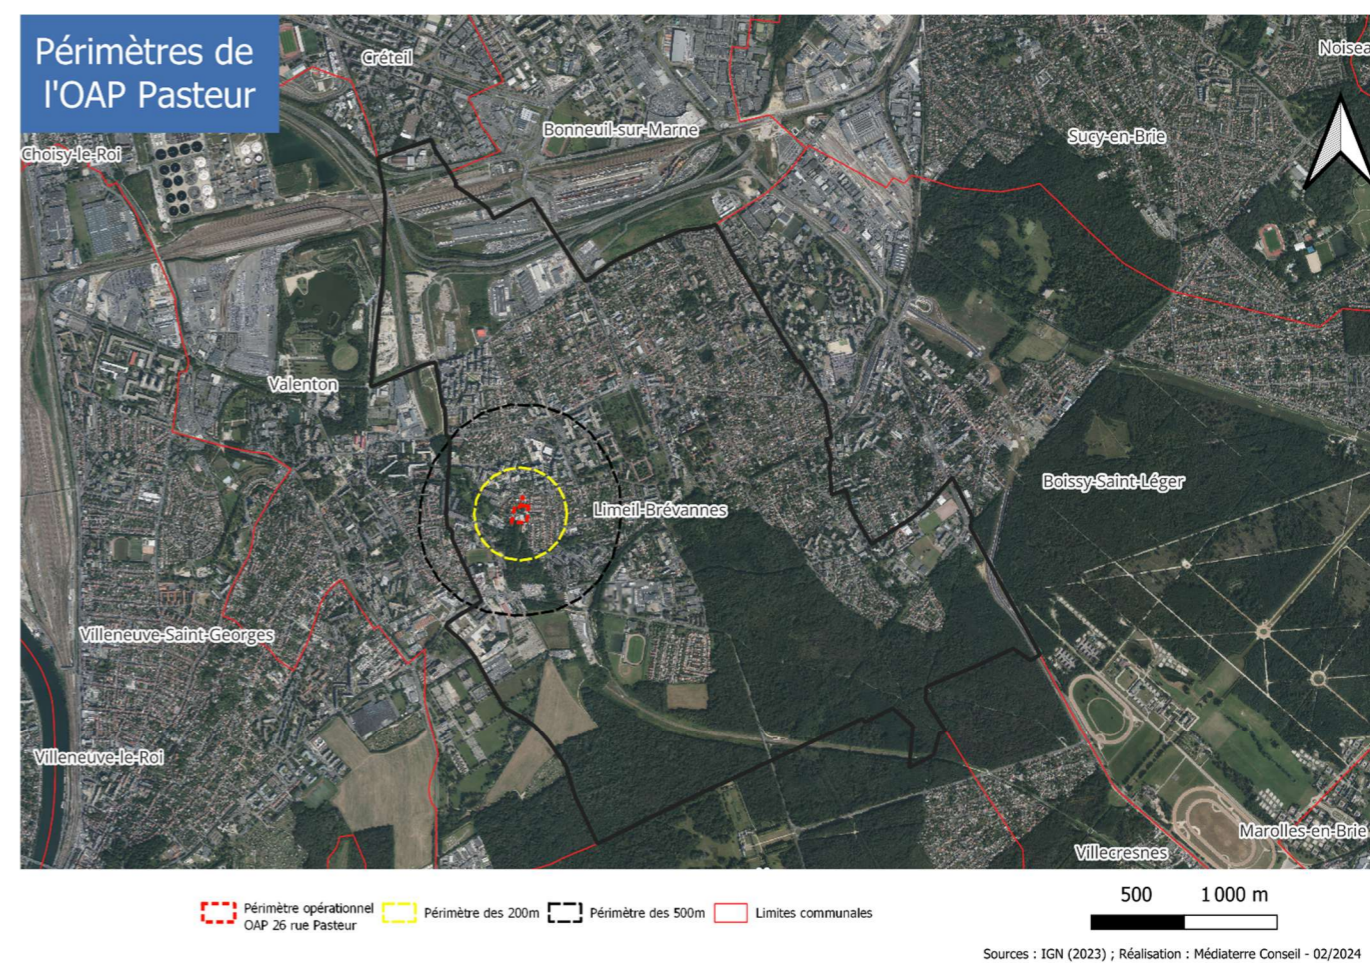 Périmètres de
l'OAP Pasteur
Créteil
Noisea
Choisy-le-Roi
Bonneuil-sur-Marne
Sucy-en-Brie
Valenton
Boissy-Saint-Léger
Limeil-Brévannes
Villeneuve-Saint-Georges
Villeneuve-le-Roi
Marolles-en-Brie
Villecresnes
Périmètre opérationnel
OAP 26 rue Pasteur
Périmètre des 200m
Périmètre des 500m
Limites communales
500 1 000 m
Sources : IGN (2023) ; Réalisation : Médiaterre Conseil - 02/2024